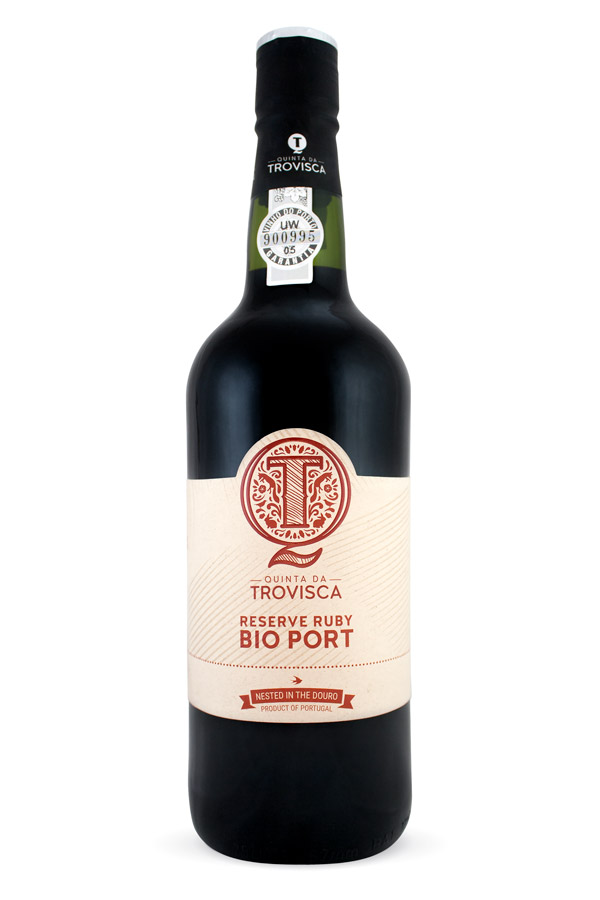 QUINTA DA
TROVISCA
VINHO DO PORTO
UW
900995
05
GARANTIA
TQ
QUINTA DA
TROVISCA
RESERVE RUBY
BIO PORT
NESTED IN THE DOURO
PRODUCT OF PORTUGAL